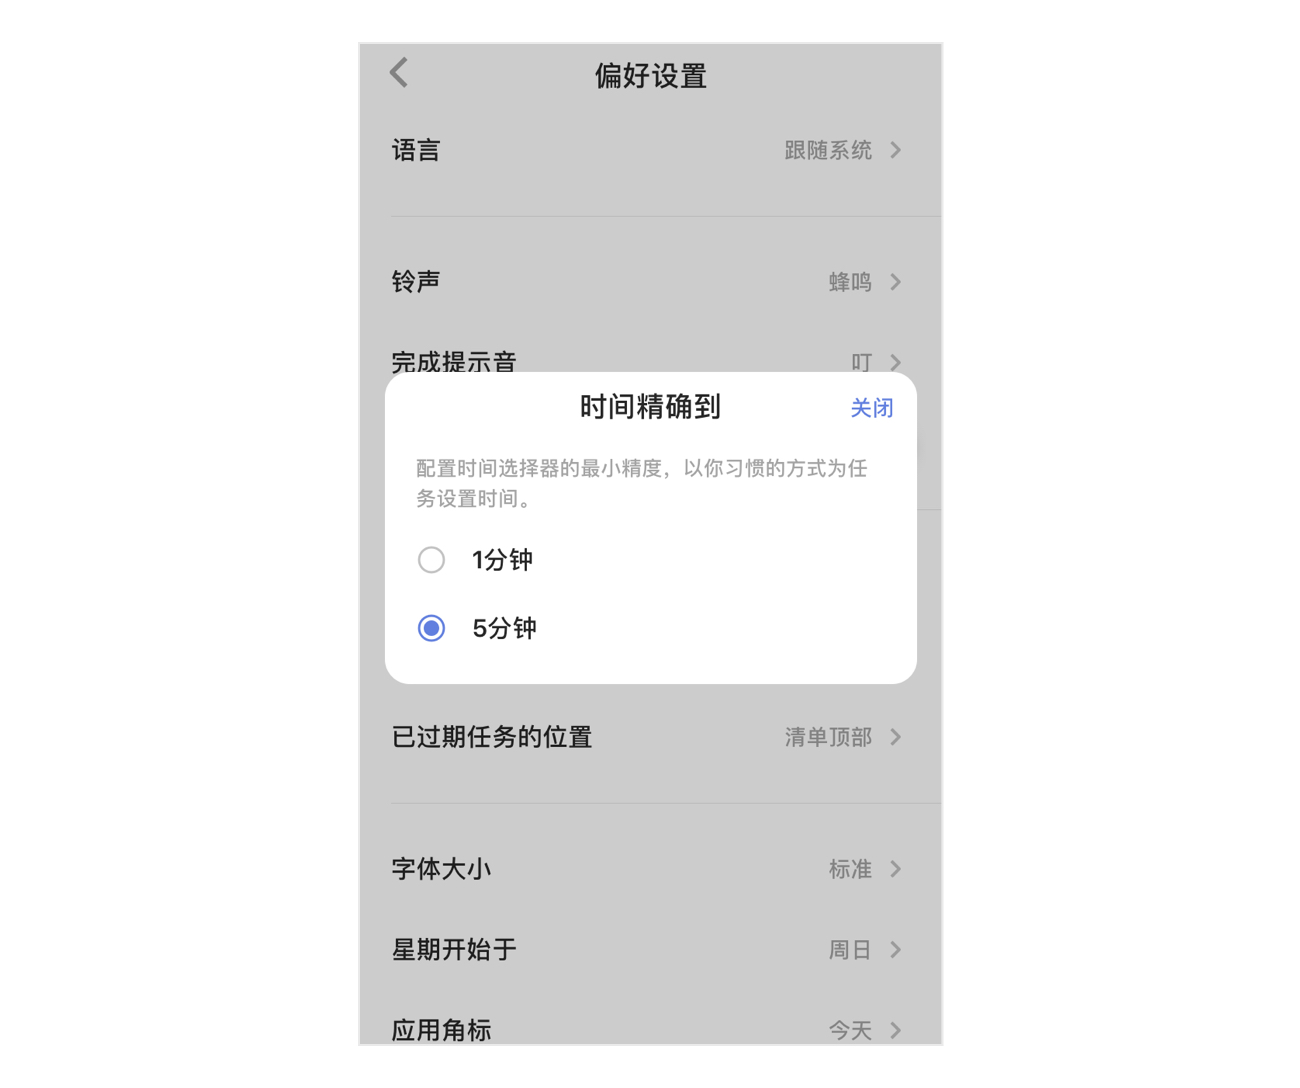 偏好设置
语言
跟随系统
铃声
蜂鸣
完成提示音
叮
时间精确到
关闭
配置时间选择器的最小精度，以你习惯的方式为任
务设置时间。
1分钟
5分钟
已过期任务的位置
清单顶部
字体大小
标准
星期开始于
周日
应用角标
今天